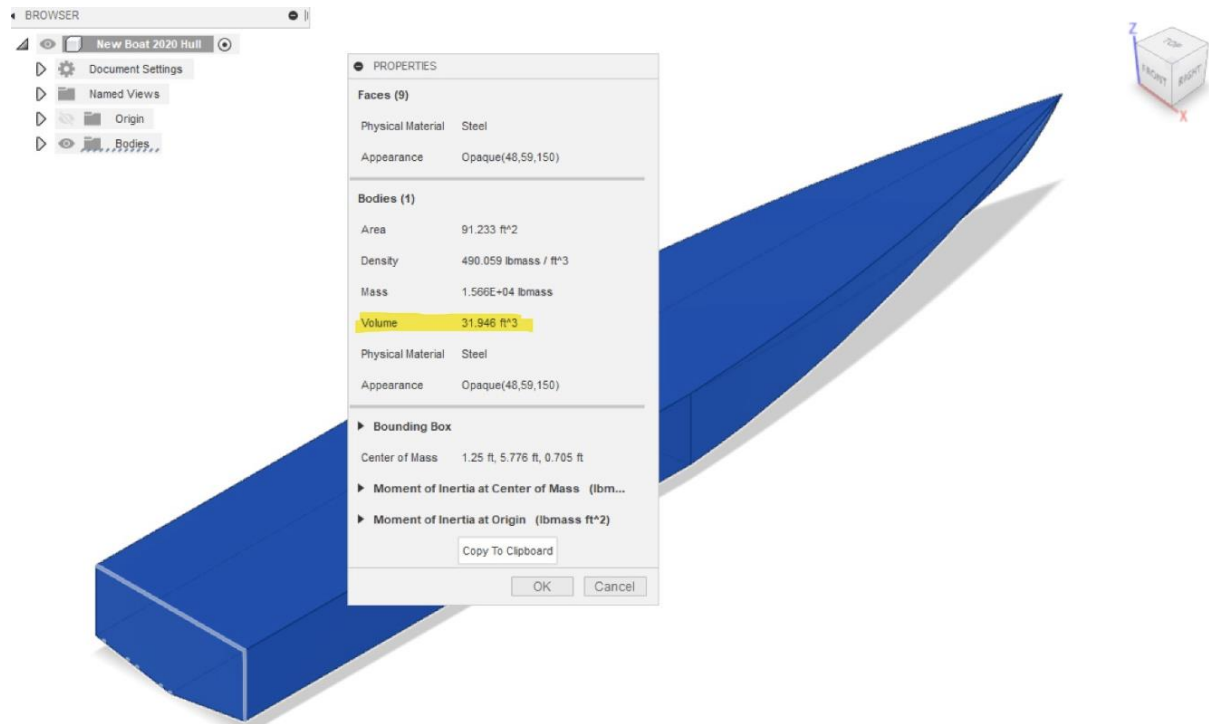 BROWSER
New Boat 2020 Hull
Document Settings
Named Views
Origin
Bodies
PROPERTIES
Faces (9)
Physical Material Steel
Appearance Opaque(48,59,150)
Bodies (1)
Area 91.233 ft^2
Density 490.059 lbmass / ft^3
Mass 1.566E+04 lbmass
Volume 31.946 ft^3
Physical Material Steel
Appearance Opaque(48,59,150)
Bounding Box
Center of Mass 1.25 ft, 5.776 ft, 0.705 ft
Moment of Inertia at Center of Mass (lbm...
Moment of Inertia at Origin (lbmass ft^2)
Copy To Clipboard
OK Cancel
Z
TOP
FRONT RIGHT
X